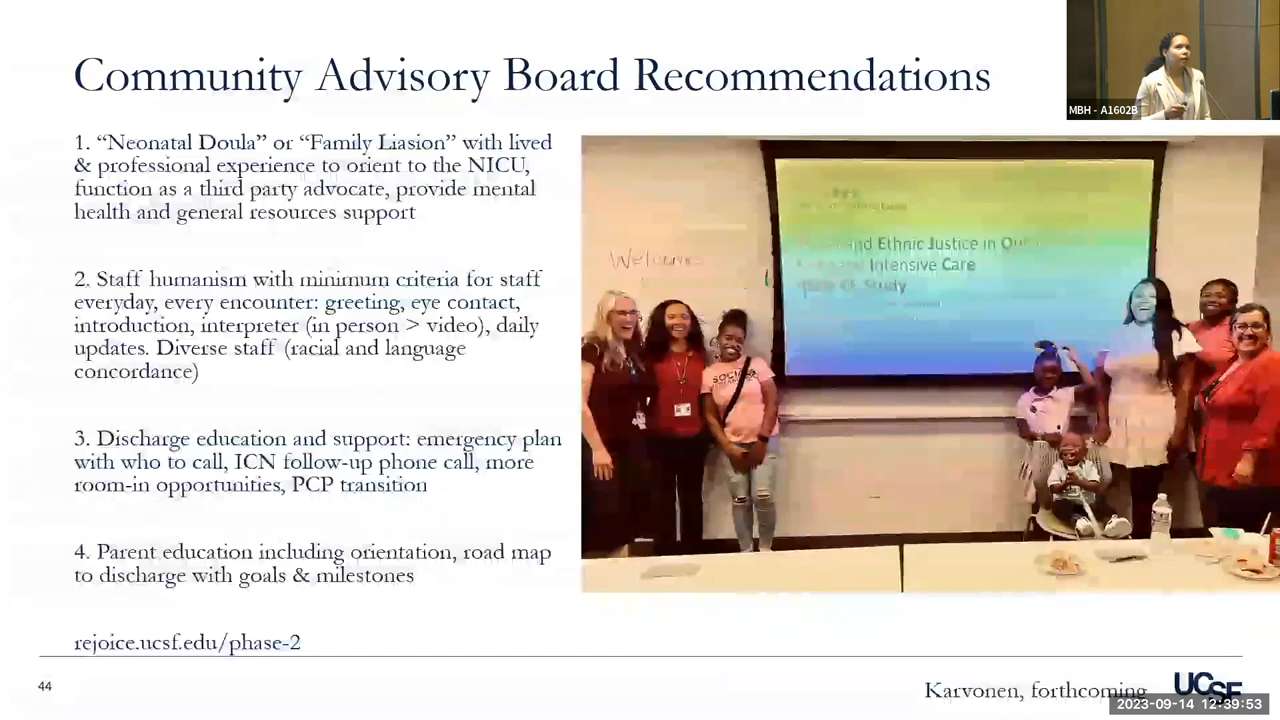 Community Advisory Board Recommendations
MBH - A1602B
1. “Neonatal Doula” or “Family Liasion” with lived
& professional experience to orient to the NICU,
function as a third party advocate, provide mental
health and general resources support
2. Staff humanism with minimum criteria for staff
everyday, every encounter: greeting, eye contact,
introduction, interpreter (in person > video), daily
updates. Diverse staff (racial and language
concordance)
3. Discharge education and support: emergency plan
with who to call, ICN follow-up phone call, more
room-in opportunities, PCP transition
4. Parent education including orientation, road map
to discharge with goals & milestones
rejoice.ucsf.edu/phase-2
Welcome
and Ethnic Justice in
Intensive Care
Study
SOCIAL
44
Karvonen, forthcoming
UCSF
2023-09-14 12:39:53